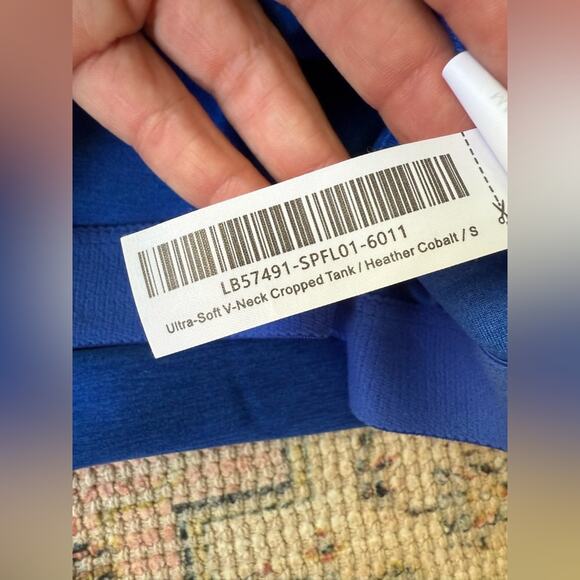 LB57491-SPFL01-6011
Ultra-Soft V-Neck Cropped Tank / Heather Cobalt / S
M